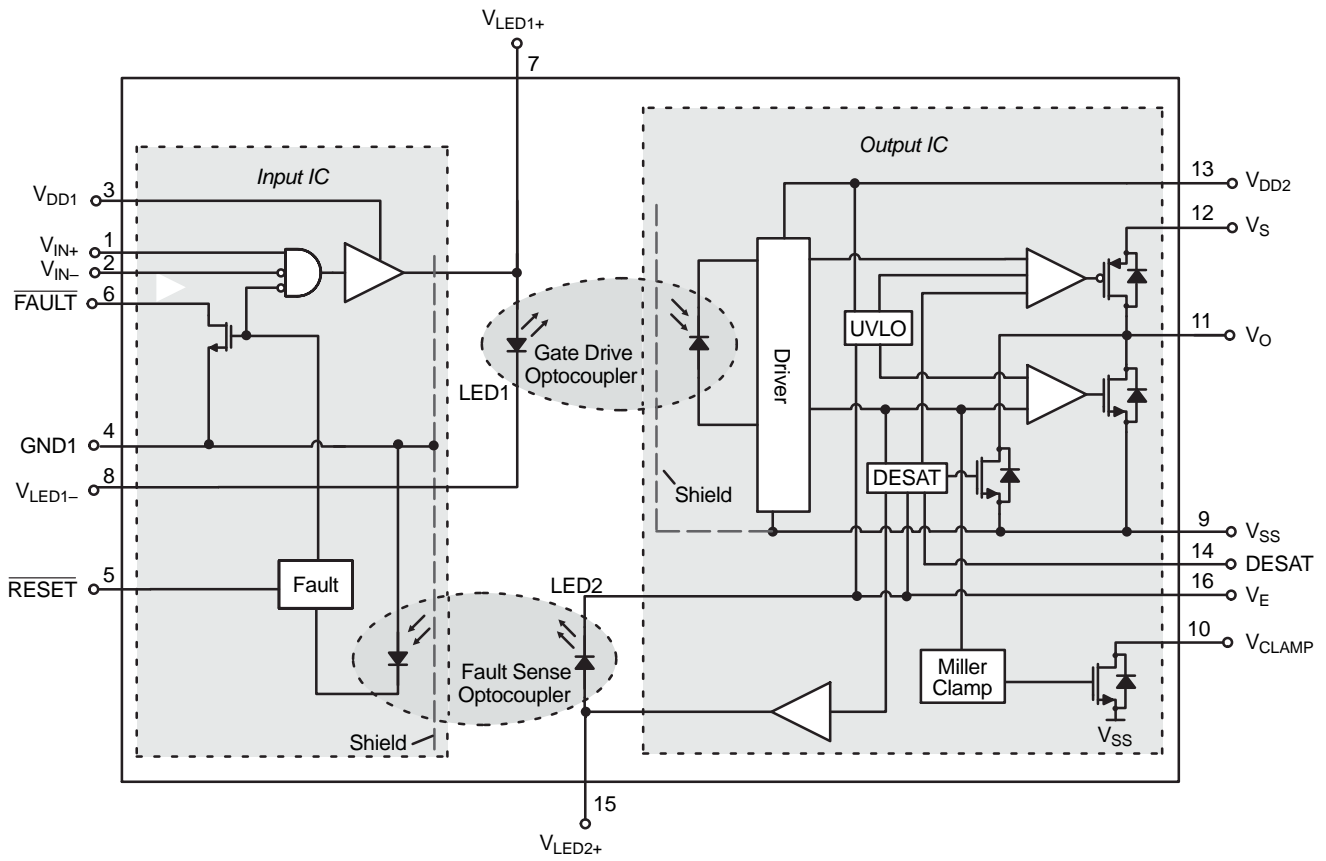 VLED1+
7
Input IC
Output IC
VDD1 3
VIN+ 1
VIN– 2
FAULT 6
13 VDD2
12 VS
11 VO
UVLO
Driver
Gate Drive
Optocoupler
LED1
GND1 4
VLED1– 8
DESAT
Shield
9 VSS
14 DESAT
16 VE
RESET 5
Fault
LED2
10 VCLAMP
Fault Sense
Optocoupler
Miller
Clamp
VSS
Shield
15
VLED2+